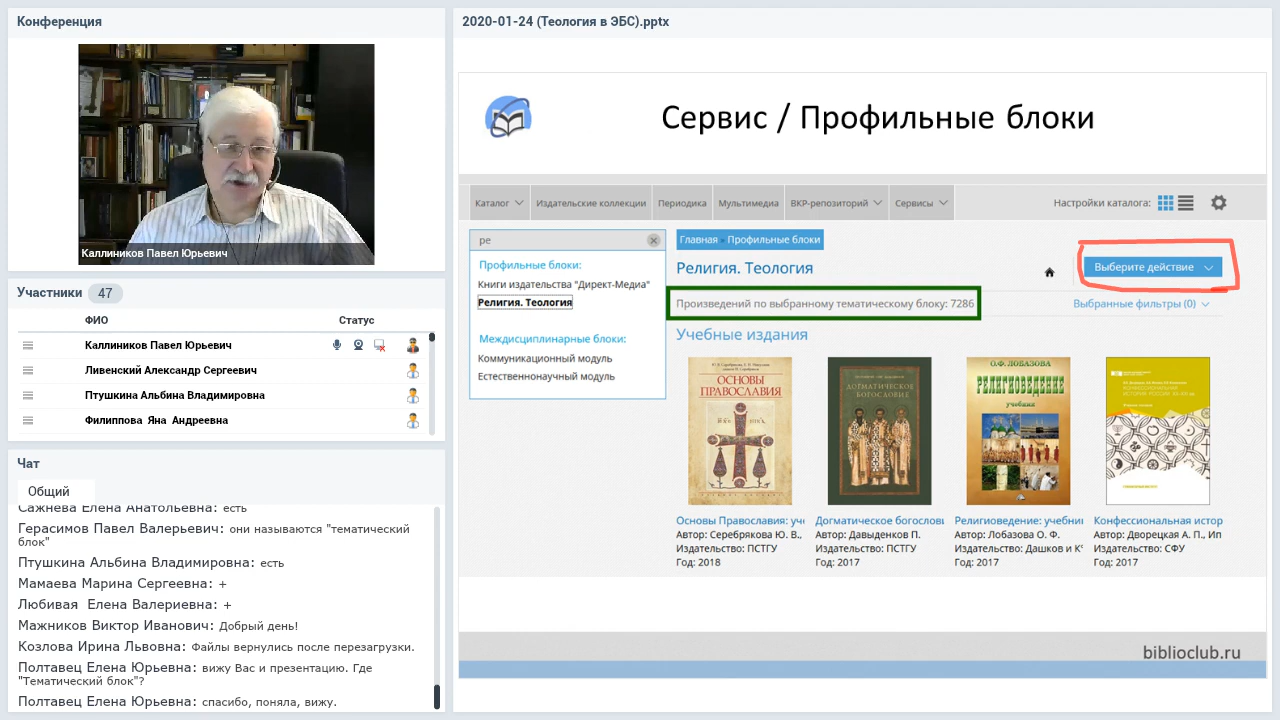 Конференция
Каллиников Павел Юрьевич
Участники 47
ФИО Статус
Каллиников Павел Юрьевич
Ливенский Александр Сергеевич
Птушкина Альбина Владимировна
Филиппова Яна Андреевна
Чат
Общий
Сажнева Елена Анатольевна: есть
Герасимов Павел Валерьевич: они называются "тематический
блок"
Птушкина Альбина Владимировна: есть
Мамаева Марина Сергеевна: +
Любивая Елена Валериевна: +
Мажников Виктор Иванович: Добрый день!
Козлова Ирина Львовна: Файлы вернулись после перезагрузки.
Полтавец Елена Юрьевна: вижу Вас и презентацию. Где
"Тематический блок"?
Полтавец Елена Юрьевна: спасибо, поняла, вижу.
2020-01-24 (Теология в ЭБС).pptx
Сервис / Профильные блоки
Каталог Издательские коллекции Периодика Мультимедиа ВКР-репозиторий Сервисы Настройки каталога:
ре
Профильные блоки:
Книги издательства "Директ-Медиа"
Религия. Теология
Междисциплинарные блоки:
Коммуникационный модуль
Естественнонаучный модуль
Главная Профильные блоки
Религия. Теология
Выберите действие
Произведений по выбранному тематическому блоку: 7286
Выбранные фильтры (0)
Учебные издания
ОСНОВЫ
ПРАВОСЛАВИЯ
ДОГМАТИЧЕСКОЕ
БОГОСЛОВИЕ
О.Ф. ЛОБАЗОВА
РЕЛИГИОВЕДЕНИЕ
учебник
Основы Православия: уче
Автор: Серебрякова Ю. В.,
Издательство: ПСТГУ
Год: 2018
Догматическое богословы
Автор: Давыденков П.
Издательство: ПСТГУ
Год: 2017
Религиоведение: учебник
Автор: Лобазова О. Ф.
Издательство: Дашков и К°
Год: 2017
Конфессиональная истор
Автор: Дворецкая А. П., Ип
Издательство: СФУ
Год: 2017
biblioclub.ru